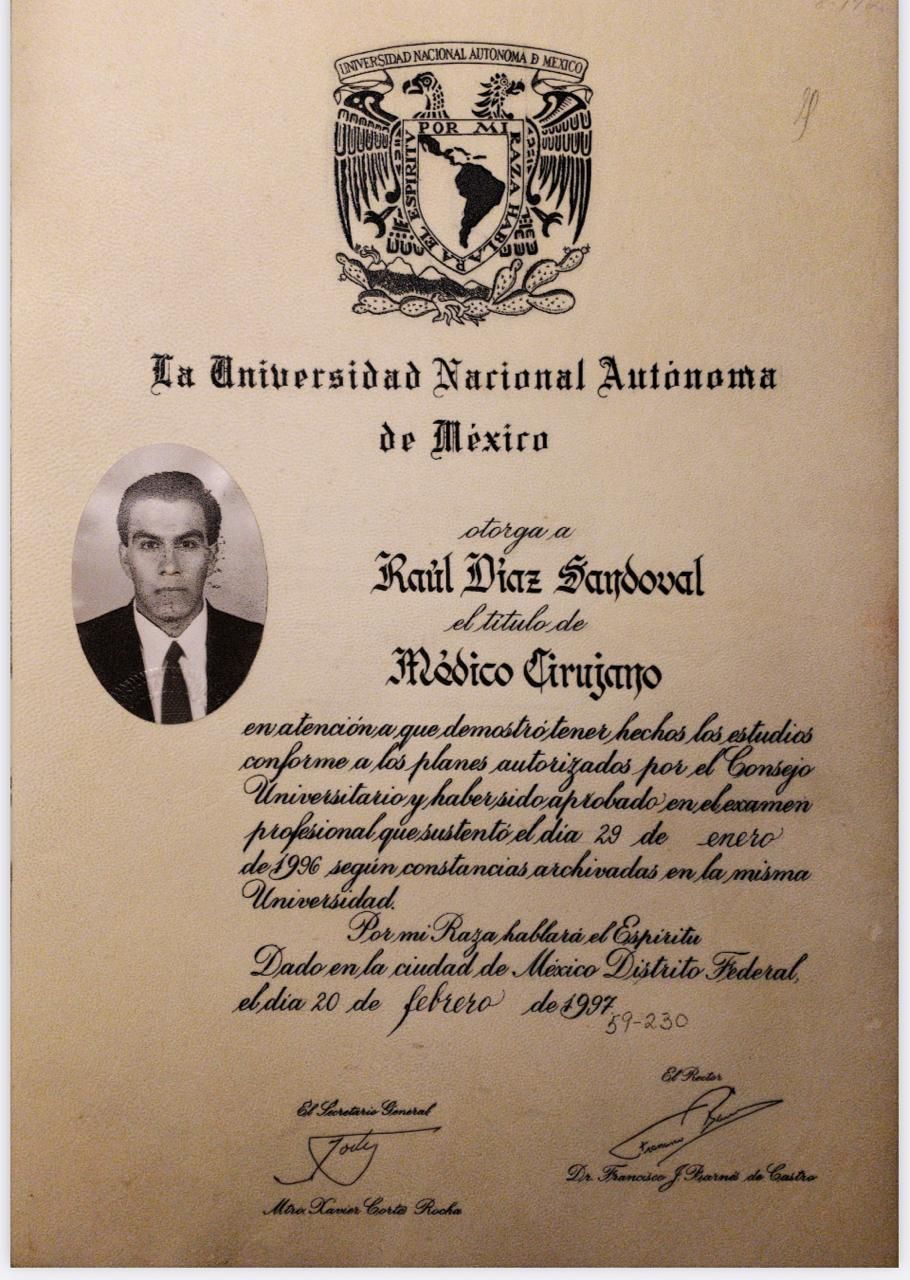 UNIVERSIDAD NACIONAL AUTONOMA D MEXICO
POR MI RAZA HABLARA EL ESPIRITU
La Universidad Nacional Autónoma
de México
otorga a
Raúl Díaz Sandoval
el título de
Médico Cirujano
en atención a que demostró tener hechos los estudios
conforme a los planes autorizados por el Consejo
Universitario y haber sido aprobado en el examen
profesional que sustentó el día 29 de enero
de 1996 según constancias archivadas en la misma
Universidad.
Por mi Raza hablará el Espíritu
Dado en la ciudad de México Distrito Federal,
el día 20 de febrero de 1997.
59-230
El Rector
El Secretario General
Dr. Francisco J. Barnés de Castro
Mtro. Xavier Cortés Rocha